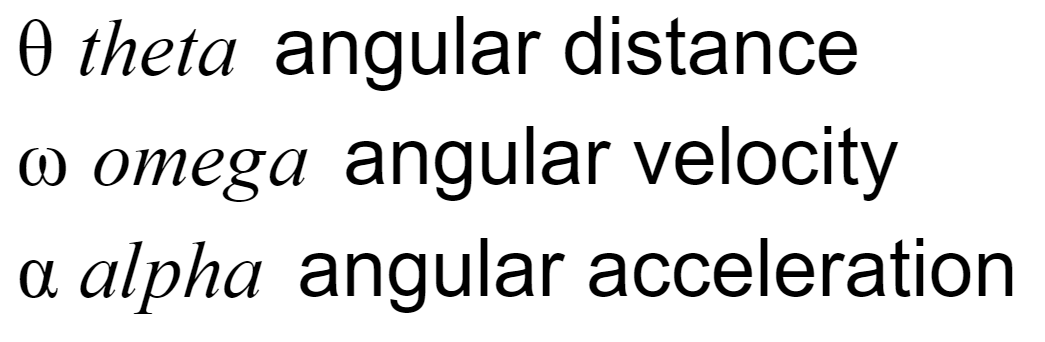 θ theta angular distance
ω omega angular velocity
α alpha angular acceleration